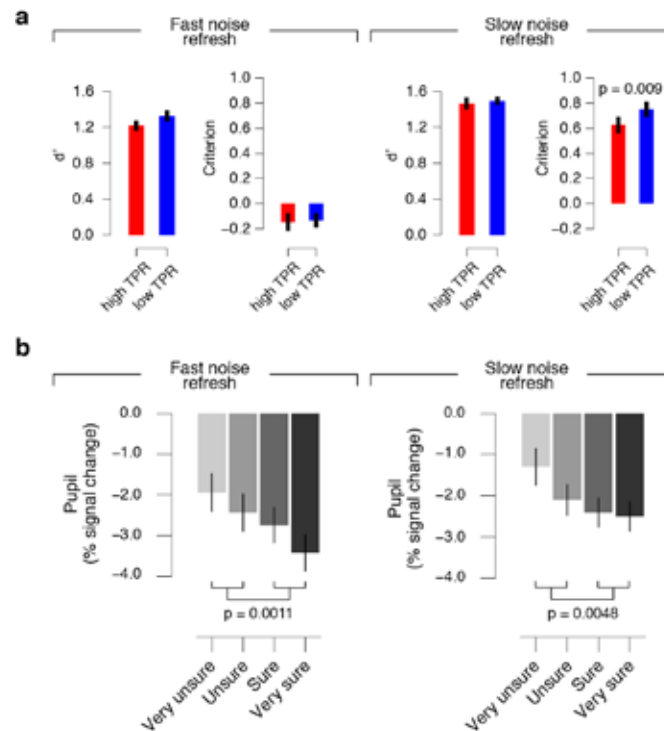 a
Fast noise
refresh
Slow noise
refresh
1.6
1.2
0.8
0.4
0.0
d'
high TPR
low TPR
1.0
0.8
0.6
0.4
0.2
0.0
−0.2
Criterion
high TPR
low TPR
1.6
1.2
0.8
0.4
0.0
d'
high TPR
low TPR
1.0
0.8
0.6
0.4
0.2
0.0
−0.2
Criterion
p = 0.009
high TPR
low TPR
b
Fast noise
refresh
Slow noise
refresh
0.0
−1.0
−2.0
−3.0
−4.0
Pupil
(% signal change)
p = 0.0011
Very unsure
Unsure
Sure
Very sure
0.0
−1.0
−2.0
−3.0
−4.0
Pupil
(% signal change)
p = 0.0048
Very unsure
Unsure
Sure
Very sure